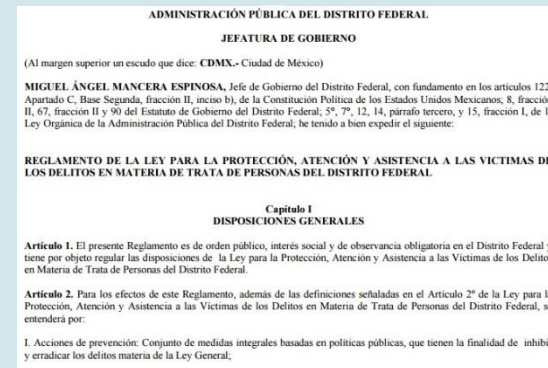 ADMINISTRACIÓN PÚBLICA DEL DISTRITO FEDERAL
JEFATURA DE GOBIERNO
(Al margen superior un escudo que dice: CDMX.- Ciudad de México)
MIGUEL ÁNGEL MANCERA ESPINOSA, Jefe de Gobierno del Distrito Federal, con fundamento en los artículos 122
Apartado C, Base Segunda, fracción II, inciso b), de la Constitución Política de los Estados Unidos Mexicanos; 8, fracción
II, 67, fracción II y 90 del Estatuto de Gobierno del Distrito Federal; 5°, 7°, 12, 14, párrafo tercero, y 15, fracción I, de l
Ley Orgánica de la Administración Pública del Distrito Federal; he tenido a bien expedir el siguiente:
REGLAMENTO DE LA LEY PARA LA PROTECCIÓN, ATENCIÓN Y ASISTENCIA A LAS VICTIMAS DE
LOS DELITOS EN MATERIA DE TRATA DE PERSONAS DEL DISTRITO FEDERAL
Capítulo I
DISPOSICIONES GENERALES
Artículo 1. El presente Reglamento es de orden público, interés social y de observancia obligatoria en el Distrito Federal y
tiene por objeto regular las disposiciones de la Ley para la Protección, Atención y Asistencia a las Víctimas de los Delito
en Materia de Trata de Personas del Distrito Federal.
Artículo 2. Para los efectos de este Reglamento, además de las definiciones señaladas en el Artículo 2° de la Ley para l
Protección, Atención y Asistencia a las Víctimas de los Delitos en Materia de Trata de Personas del Distrito Federal, s
entenderá por:
I. Acciones de prevención: Conjunto de medidas integrales basadas en políticas públicas, que tienen la finalidad de inhibi
y erradicar los delitos materia de la Ley General;